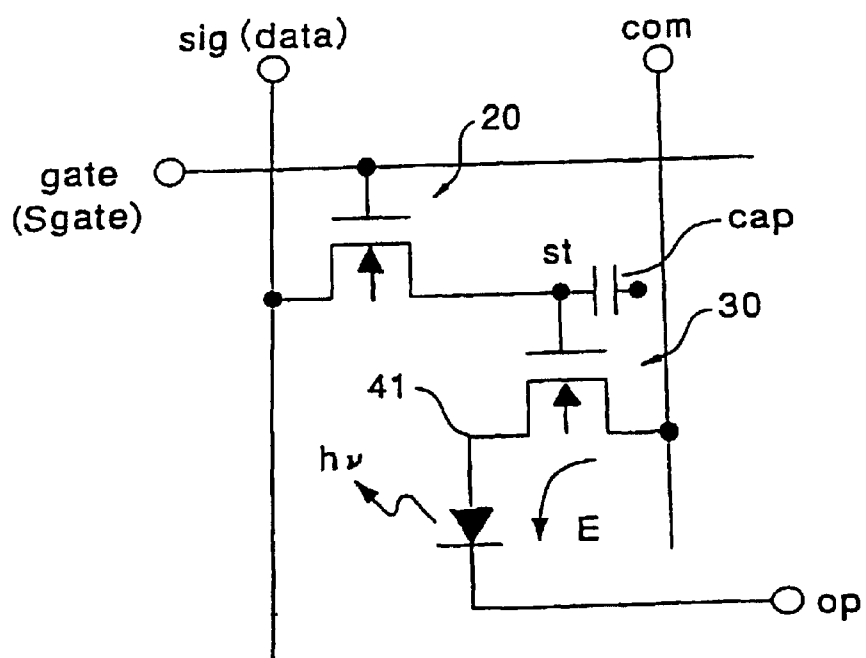 sig (data)
com
20
gate
(Sgate)
cap
st
30
41
hν
E
op